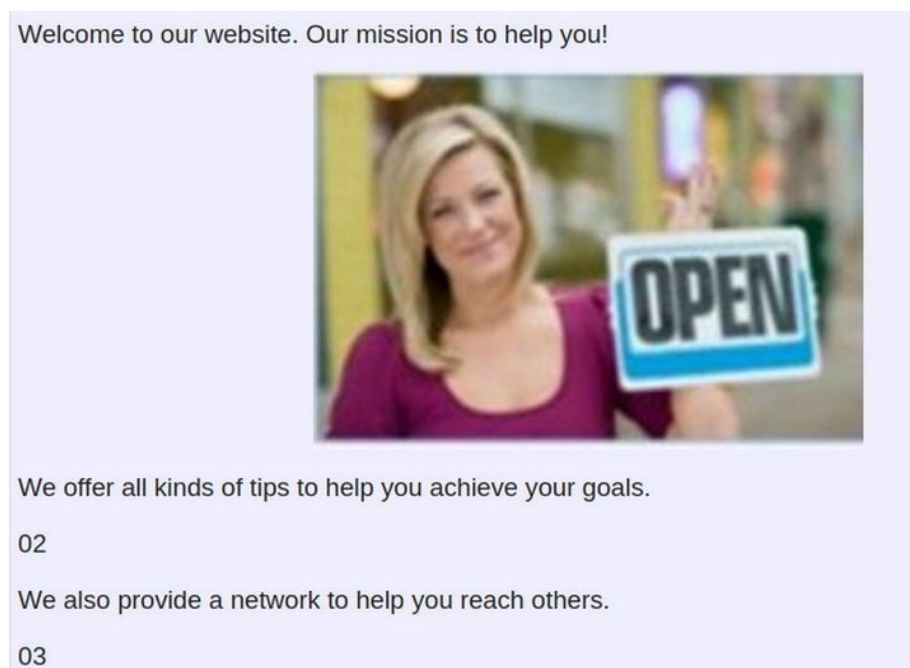 Welcome to our website. Our mission is to help you!
OPEN
We offer all kinds of tips to help you achieve your goals.
02
We also provide a network to help you reach others.
03